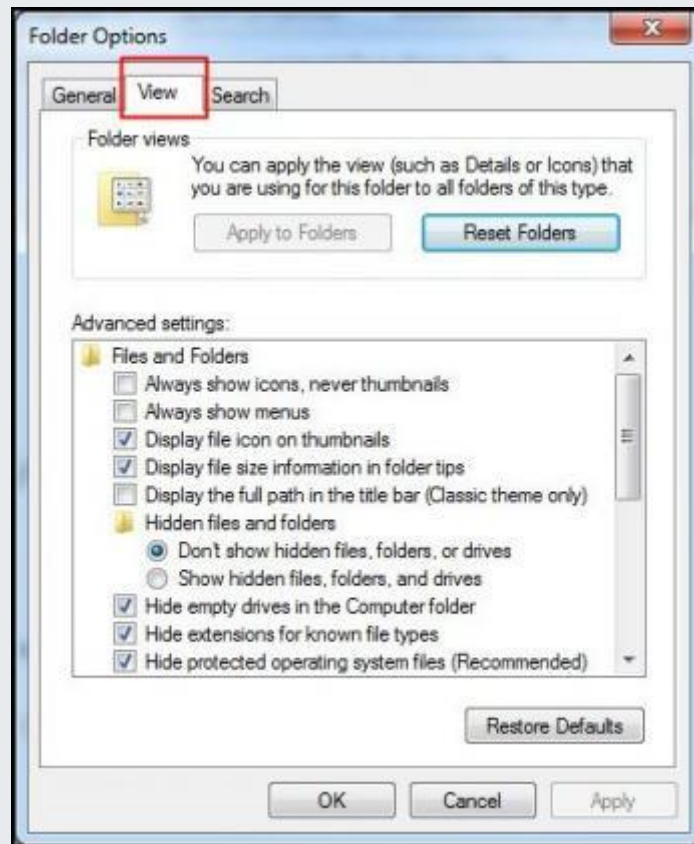 Folder Options
General
View
Search
Folder views
You can apply the view (such as Details or Icons) that
you are using for this folder to all folders of this type.
Apply to Folders
Reset Folders
Advanced settings:
Files and Folders
Always show icons, never thumbnails
Always show menus
Display file icon on thumbnails
Display file size information in folder tips
Display the full path in the title bar (Classic theme only)
Hidden files and folders
Don't show hidden files, folders, or drives
Show hidden files, folders, and drives
Hide empty drives in the Computer folder
Hide extensions for known file types
Hide protected operating system files (Recommended)
Restore Defaults
OK
Cancel
Apply